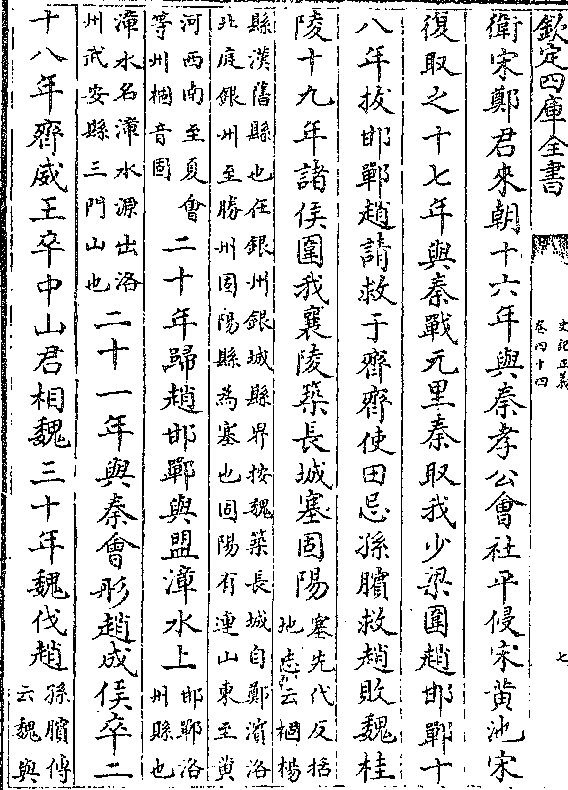 欽定四庫全書
史記正義
卷四十四
七
衛宋鄭君來朝十六年與秦孝公會社平侵宋黄池宋
復取之十七年與秦戰元里秦取我少梁圍趙邯鄲十
八年拔邯鄲趙請救于齊齊使田忌孫臏救趙敗魏桂
陵十九年諸侯圍我襄陵築長城塞固陽
塞先代反括
地志云棝楊
縣漢舊縣也在銀州銀城縣界按魏築長城自鄭濱洛
北庭銀州至勝州固陽縣為塞也固陽有連山東至黄
河西南至夏會
等州棝音固
二十年歸趙邯鄲與盟漳水上
邯鄲洛
州縣也
漳水名漳水源出洛
州武安縣三門山也
二十一年與秦會彤趙成侯卒二
十八年齊威王卒中山君相魏三十年魏伐趙
孫臏傳
云魏與